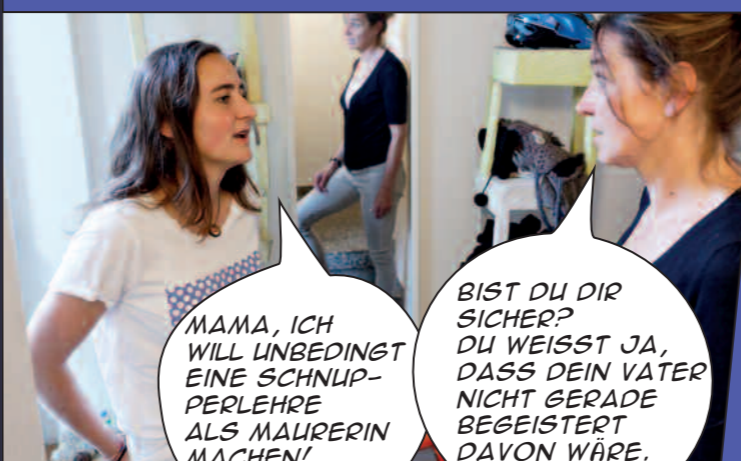 MAMA, ICH
WILL UNBEDINGT
EINE SCHNUP-
PERLEHRE
ALS MAURERIN
MACHEN!
BIST DU DIR
SICHER?
DU WEISST JA,
DASS DEIN VATER
NICHT GERADE
BEGEISTERT
DAVON WÄRE.